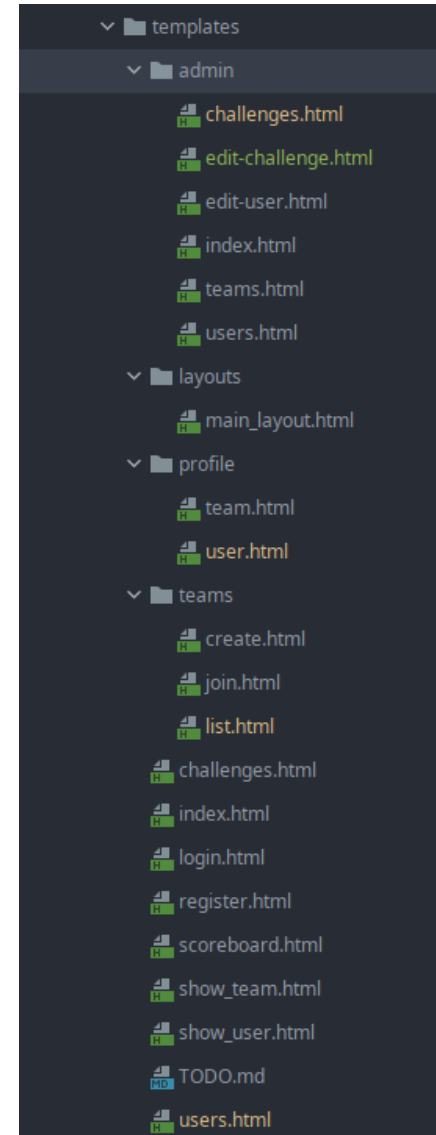 templates
admin
challenges.html
edit-challenge.html
edit-user.html
index.html
teams.html
users.html
layouts
main_layout.html
profile
team.html
user.html
teams
create.html
join.html
list.html
challenges.html
index.html
login.html
register.html
scoreboard.html
show_team.html
show_user.html
TODO.md
users.html